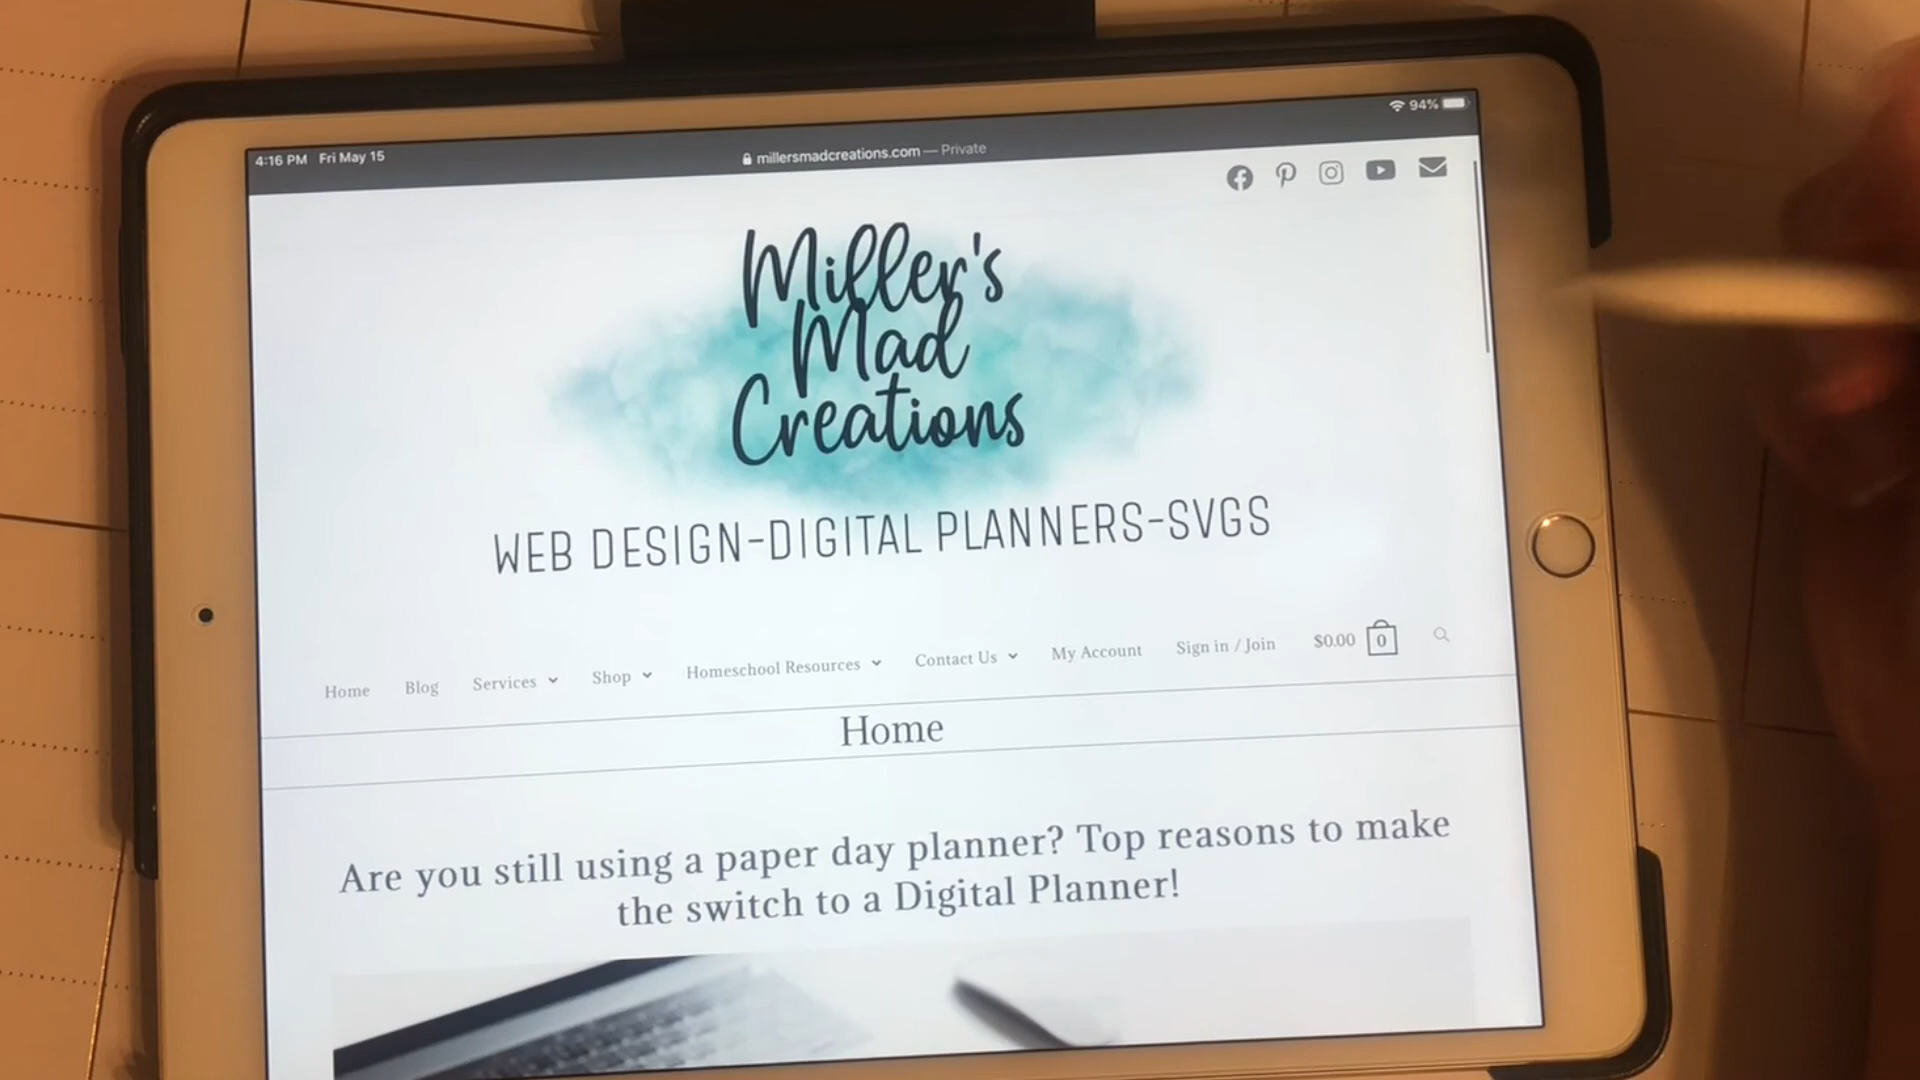 4:16 PM Fri May 15
millersmadcreations.com — Private
94%
Miller's
Mad
Creations
WEB DESIGN-DIGITAL PLANNERS-SVGS
Home Blog Services Shop Homeschool Resources Contact Us My Account Sign in / Join $0.00 0
Home
Are you still using a paper day planner? Top reasons to make
the switch to a Digital Planner!